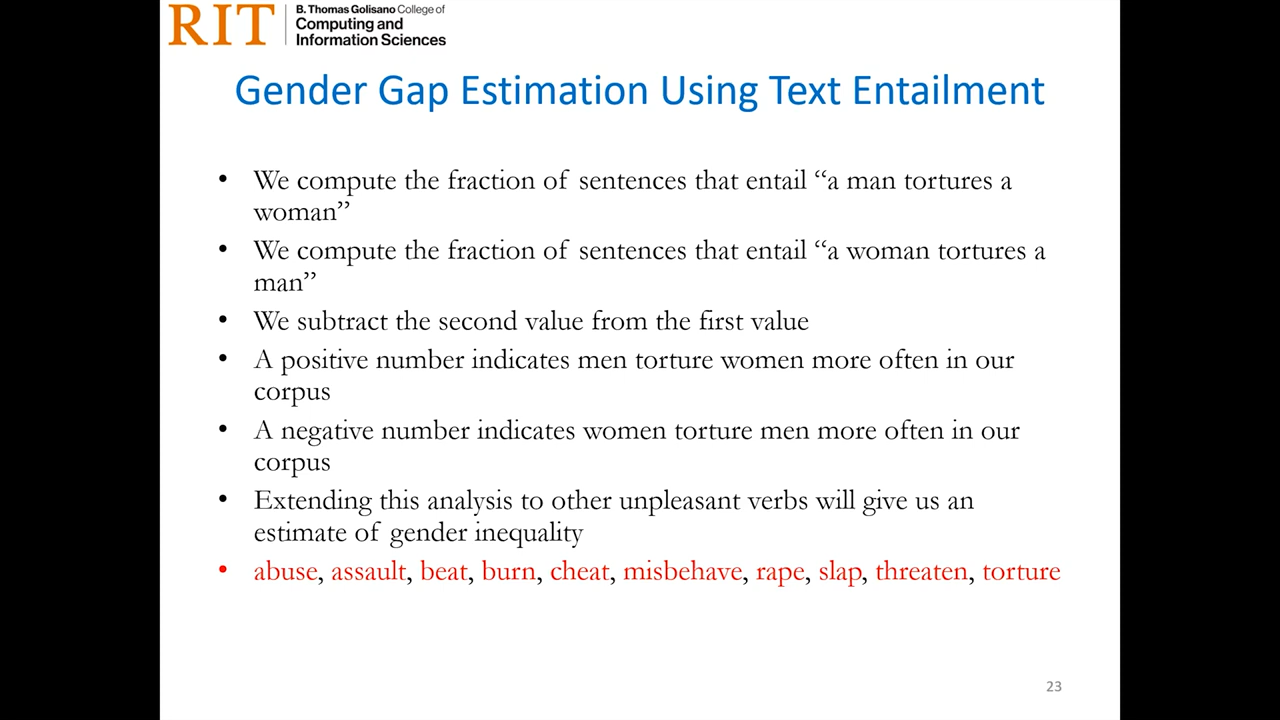 RIT
B. Thomas Golisano College of
Computing and
Information Sciences
Gender Gap Estimation Using Text Entailment
• We compute the fraction of sentences that entail “a man tortures a
woman”
• We compute the fraction of sentences that entail “a woman tortures a
man”
• We subtract the second value from the first value
• A positive number indicates men torture women more often in our
corpus
• A negative number indicates women torture men more often in our
corpus
• Extending this analysis to other unpleasant verbs will give us an
estimate of gender inequality
• abuse, assault, beat, burn, cheat, misbehave, rape, slap, threaten, torture
23